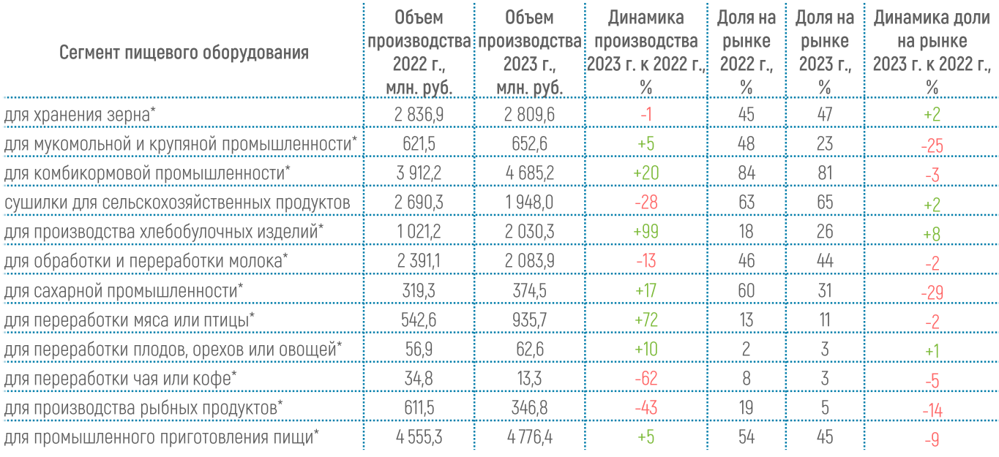 Сегмент пищевого оборудования Объем производства 2022 г., млн. руб. Объем производства 2023 г., млн. руб. Динамика производства 2023 г. к 2022 г., % Доля на рынке 2022 г., % Доля на рынке 2023 г., % Динамика доли на рынке 2023 г. к 2022 г., %
для хранения зерна* 2 836,9 2 809,6 -1 45 47 +2
для мукомольной и крупяной промышленности* 621,5 652,6 +5 48 23 -25
для комбикормовой промышленности* 3 912,2 4 685,2 +20 84 81 -3
сушилки для сельскохозяйственных продуктов 2 690,3 1 948,0 -28 63 65 +2
для производства хлебобулочных изделий* 1 021,2 2 030,3 +99 18 26 +8
для обработки и переработки молока* 2 391,1 2 083,9 -13 46 44 -2
для сахарной промышленности* 319,3 374,5 +17 60 31 -29
для переработки мяса или птицы* 542,6 935,7 +72 13 11 -2
для переработки плодов, орехов или овощей* 56,9 62,6 +10 2 3 +1
для переработки чая или кофе* 34,8 13,3 -62 8 3 -5
для производства рыбных продуктов* 611,5 346,8 -43 19 5 -14
для промышленного приготовления пищи* 4 555,3 4 776,4 +5 54 45 -9